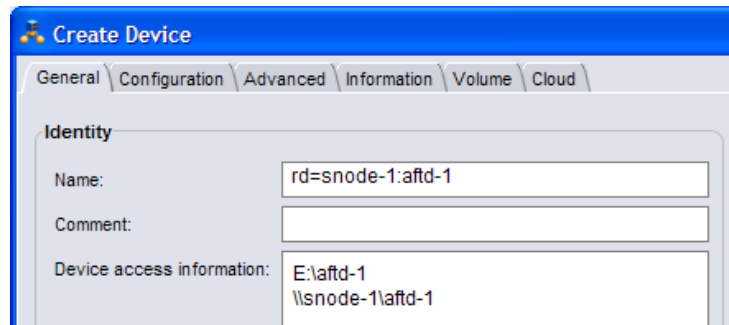 Create Device
General Configuration Advanced Information Volume Cloud
Identity
Name: rd=snode-1:aftd-1
Comment:
Device access information: E:\aftd-1
\\snode-1\aftd-1